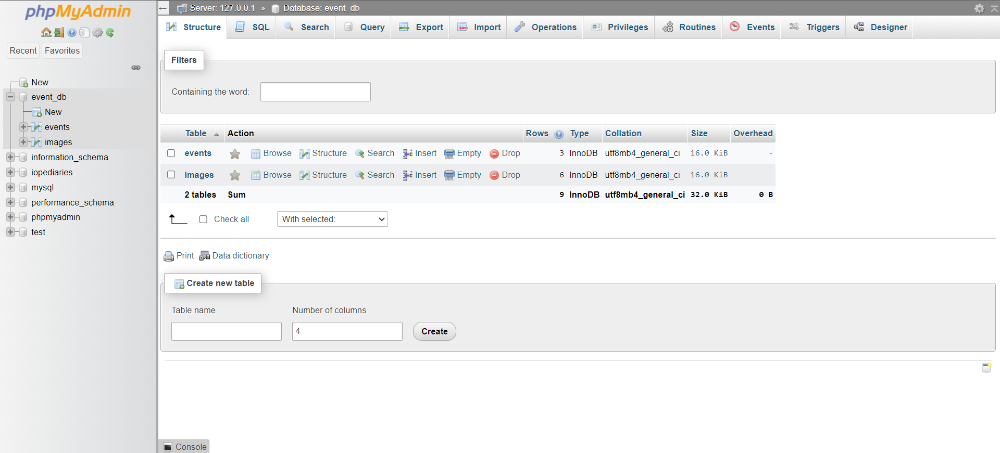 phpMyAdmin
Recent Favorites
New
event_db
New
events
images
information_schema
iopediaries
mysql
performance_schema
phpmyadmin
test
Server: 127.0.0.1 » Database: event_db
Structure SQL Search Query Export Import Operations Privileges Routines Events Triggers Designer
Filters
Containing the word:
Table Action Rows Type Collation Size Overhead
events Browse Structure Search Insert Empty Drop 3 InnoDB utf8mb4_general_ci 16.0 KiB -
images Browse Structure Search Insert Empty Drop 6 InnoDB utf8mb4_general_ci 16.0 KiB -
2 tables Sum 9 InnoDB utf8mb4_general_ci 32.0 KiB 0 B
Check all With selected:
Print Data dictionary
Create new table
Table name Number of columns
4 Create
Console